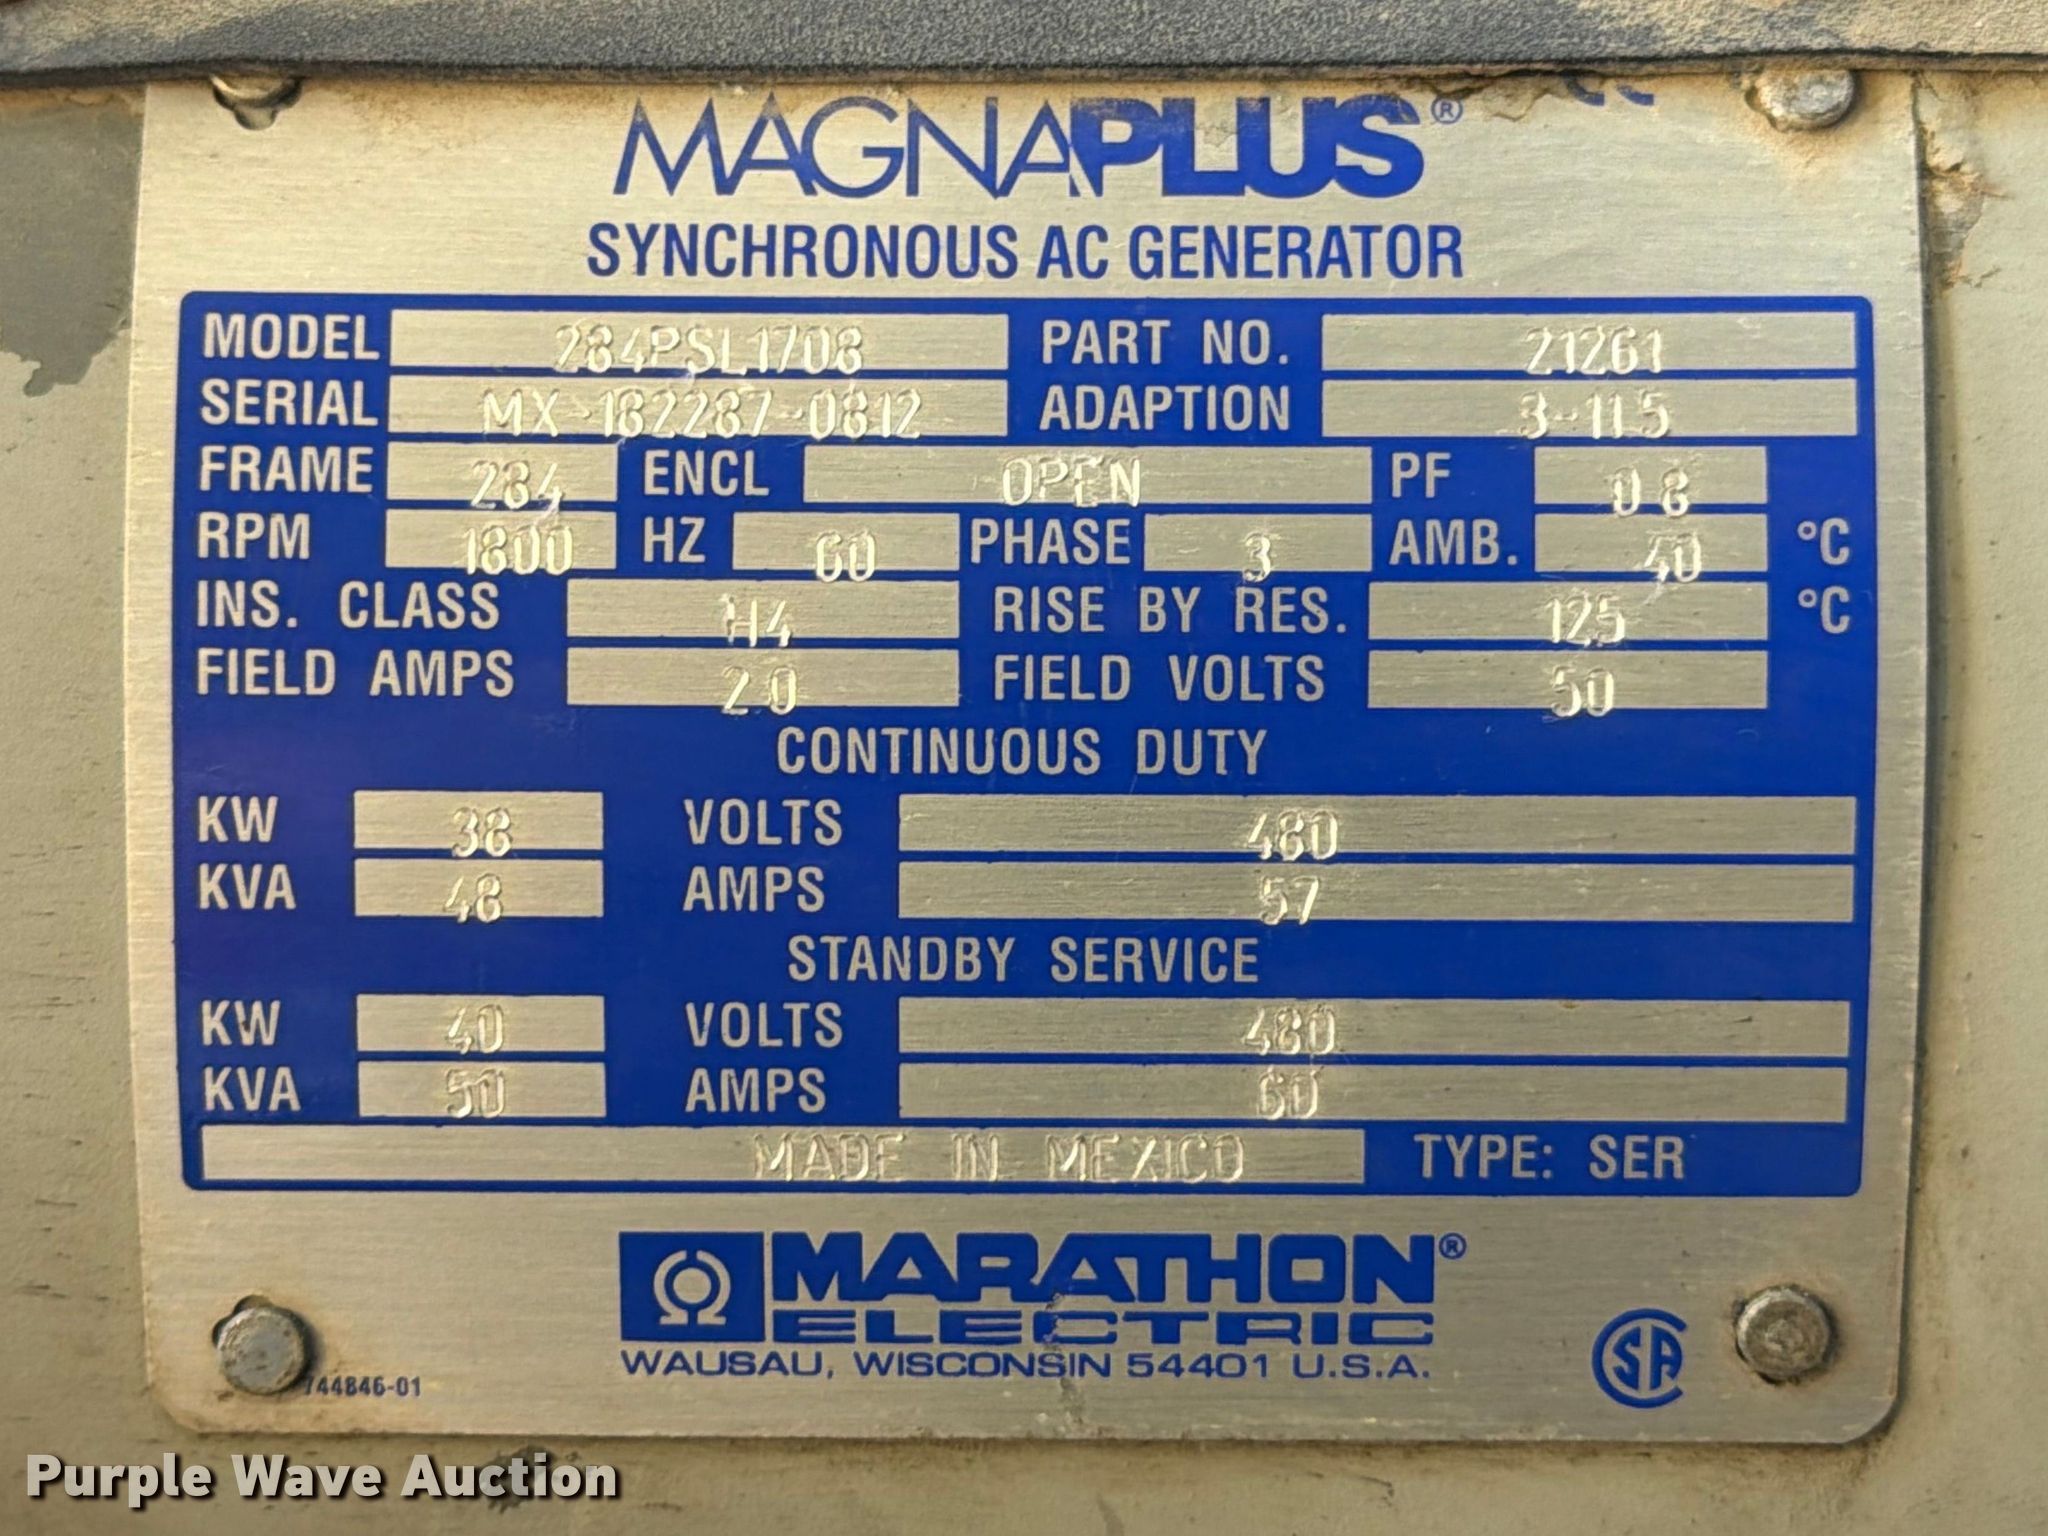 MAGNAPLUS®
SYNCHRONOUS AC GENERATOR
MODEL 284PSL1708 PART NO. 21261
SERIAL MX-182287-0812 ADAPTION 3-11.5
FRAME 284 ENCL OPEN PF 0.8
RPM 1800 HZ 60 PHASE 3 AMB. 40 °C
INS. CLASS H4 RISE BY RES. 125 °C
FIELD AMPS 2.0 FIELD VOLTS 50
CONTINUOUS DUTY
KW 38 VOLTS 480
KVA 48 AMPS 57
STANDBY SERVICE
KW 40 VOLTS 480
KVA 50 AMPS 60
MADE IN MEXICO TYPE: SER
MARATHON®
ELECTRIC
WAUSAU, WISCONSIN 54401 U.S.A.
744846-01
SA
Purple Wave Auction